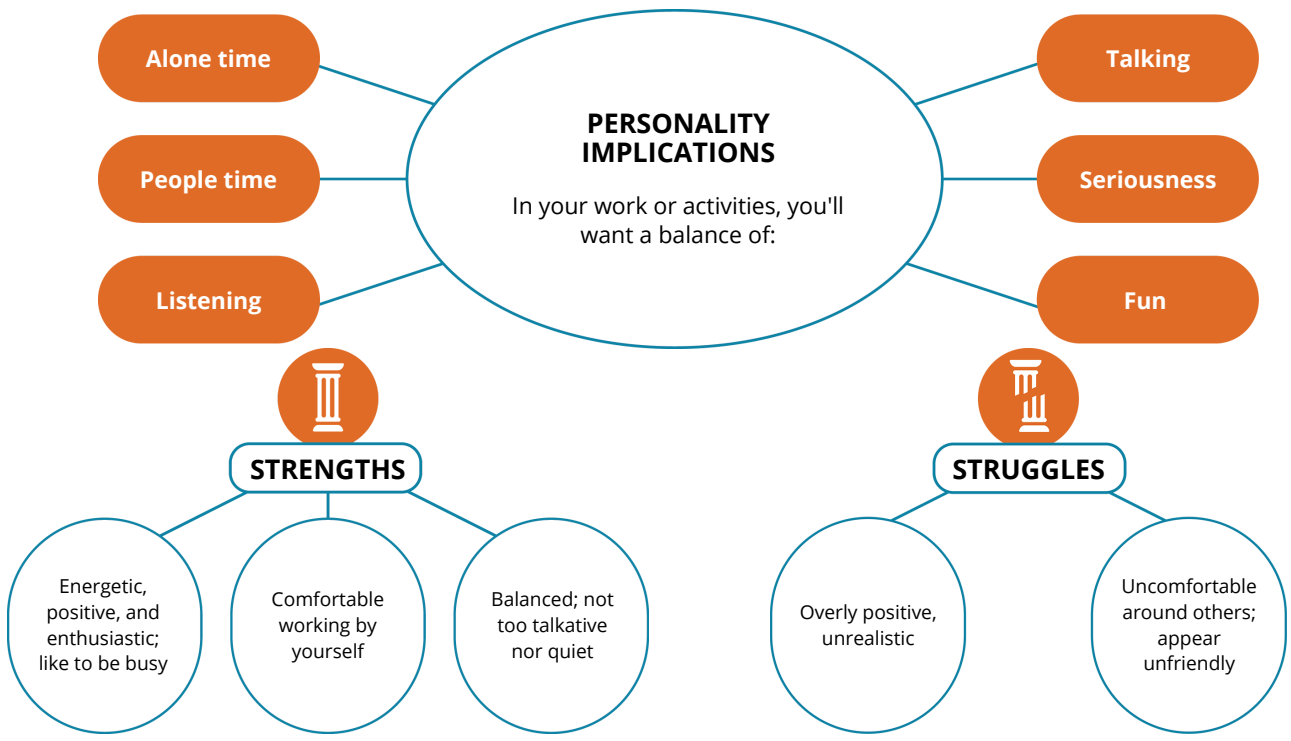 PERSONALITY
IMPLICATIONS
In your work or activities, you'll
want a balance of:
Alone time
People time
Listening
Talking
Seriousness
Fun
STRENGTHS
Energetic,
positive, and
enthusiastic;
like to be busy
Comfortable
working by
yourself
Balanced; not
too talkative
nor quiet
STRUGGLES
Overly positive,
unrealistic
Uncomfortable
around others;
appear
unfriendly